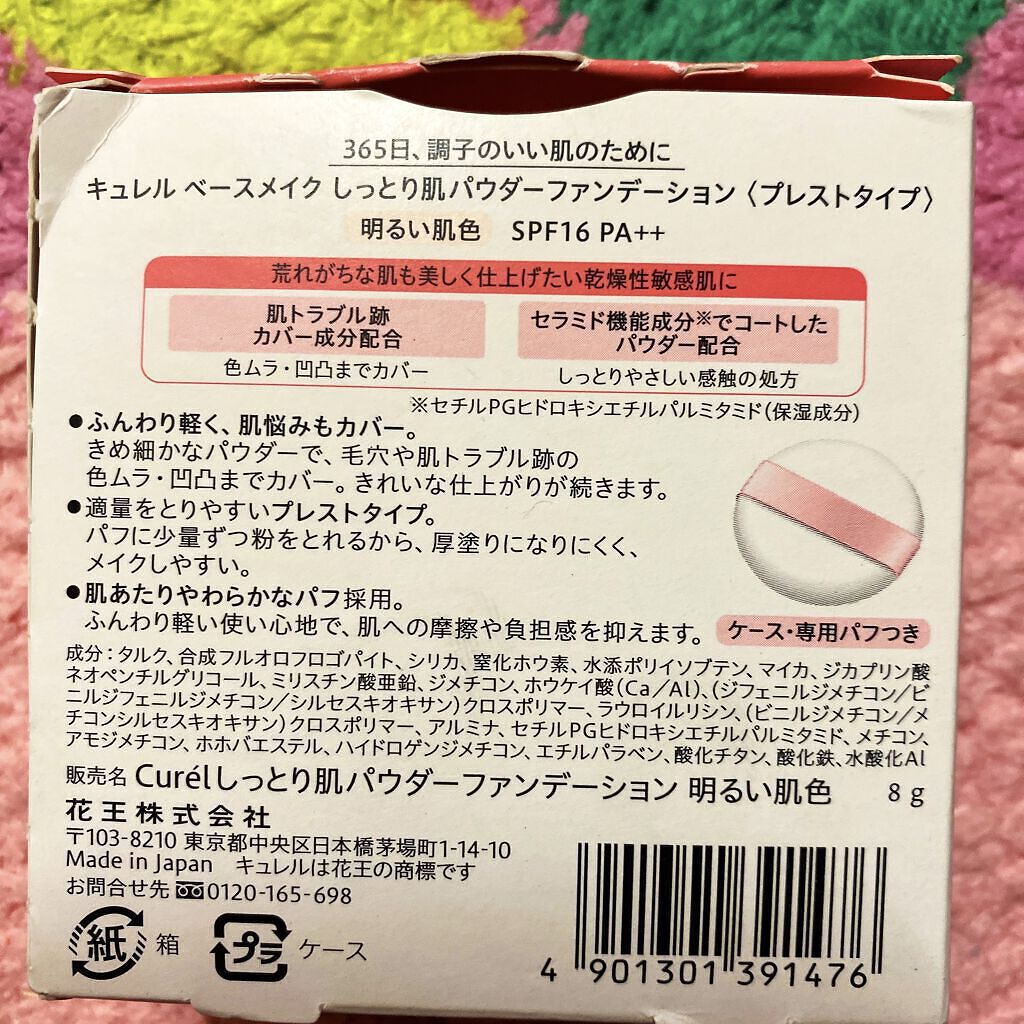 365日、調子のいい肌のために
キュレル ベースメイク しっとり肌パウダーファンデーション〈プレストタイプ〉
明るい肌色 SPF16 PA++
荒れがちな肌も美しく仕上げたい乾燥性敏感肌に
肌トラブル跡
カバー成分配合
色ムラ・凹凸までカバー
セラミド機能成分※でコートした
パウダー配合
しっとりやさしい感触の処方
※セチルPGヒドロキシエチルパルミタミド(保湿成分)
●ふんわり軽く、肌悩みもカバー。
きめ細かなパウダーで、毛穴や肌トラブル跡の
色ムラ・凹凸までカバー。きれいな仕上がりが続きます。
●適量をとりやすいプレストタイプ。
パフに少量ずつ粉をとれるから、厚塗りになりにくく、
メイクしやすい。
●肌あたりやわらかなパフ採用。
ふんわり軽い使い心地で、肌への摩擦や負担感を抑えます。
ケース・専用パフつき
成分：タルク、合成フルオロフロゴパイト、シリカ、窒化ホウ素、水添ポリイソブテン、マイカ、ジカプリン酸
ネオペンチルグリコール、ミリスチン酸亜鉛、ジメチコン、ホウケイ酸(Ca/Al)、(ジフェニルジメチコン/ビ
ニルジフェニルジメチコン/シルセスキオキサン)クロスポリマー、ラウロイルリシン、(ビニルジメチコン/メ
チコンシルセスキオキサン)クロスポリマー、アルミナ、セチルPGヒドロキシエチルパルミタミド、メチコン、
アモジメチコン、ホホバエステル、ハイドロゲンジメチコン、エチルパラベン、酸化チタン、酸化鉄、水酸化Al
販売名 Curélしっとり肌パウダーファンデーション 明るい肌色 8 g
花王株式会社
〒103-8210 東京都中央区日本橋茅場町1-14-10
Made in Japan キュレルは花王の商標です
お問合せ先 0120-165-698
紙 箱
プラ ケース
4 901301 391476